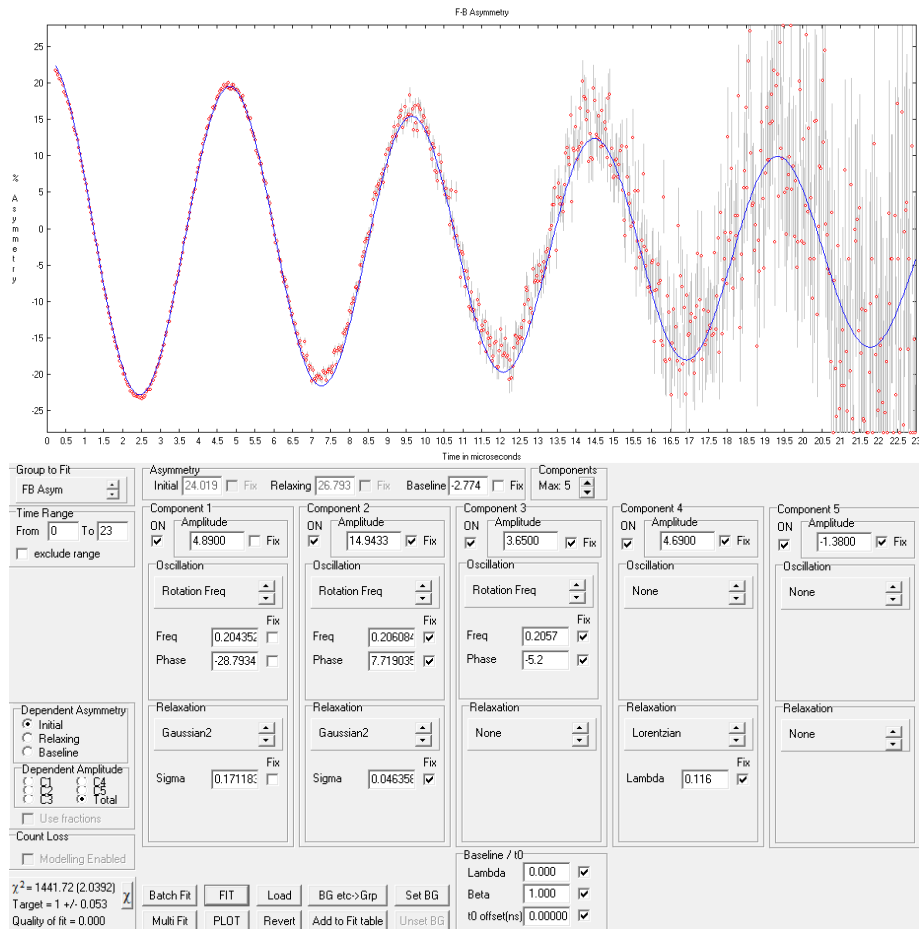 F-B Asymmetry
25
20
15
10
5
0
-5
-10
-15
-20
-25
% Asymmetry
0 0.5 1 1.5 2 2.5 3 3.5 4 4.5 5 5.5 6 6.5 7 7.5 8 8.5 9 9.5 10 10.5 11 11.5 12 12.5 13 13.5 14 14.5 15 15.5 16 16.5 17 17.5 18 18.5 19 19.5 20 20.5 21 21.5 22 22.5 23
Time in microseconds
Group to Fit
FB Asym
Asymmetry
Initial 24.019 Fix Relaxing 26.793 Fix Baseline -2.774 Fix
Components
Max: 5
Time Range
From 0 To 23
exclude range
Component 1
ON
Amplitude
4.8900 Fix
Oscillation
Rotation Freq
Fix
Freq 0.204352
Phase -28.7934
Relaxation
Gaussian2
Fix
Sigma 0.171183
Component 2
ON
Amplitude
14.9433 Fix
Oscillation
Rotation Freq
Fix
Freq 0.206084
Phase 7.719035
Relaxation
Gaussian2
Fix
Sigma 0.046358
Component 3
ON
Amplitude
3.6500 Fix
Oscillation
Rotation Freq
Fix
Freq 0.2057
Phase -5.2
Relaxation
None
Component 4
ON
Amplitude
4.6900 Fix
Oscillation
None
Relaxation
Lorentzian
Fix
Lambda 0.116
Component 5
ON
Amplitude
-1.3800 Fix
Oscillation
None
Relaxation
None
Dependent Asymmetry
Initial
Relaxing
Baseline
Dependent Amplitude
C1 C4
C2 C5
C3 Total
Use fractions
Count Loss
Modelling Enabled
χ² = 1441.72 (2.0392)
Target = 1 +/- 0.053
Quality of fit = 0.000
χ
Batch Fit FIT Load BG etc->Grp Set BG
Multi Fit PLOT Revert Add to Fit table Unset BG
Baseline / t0
Lambda 0.000
Beta 1.000
t0 offset(ns) 0.00000